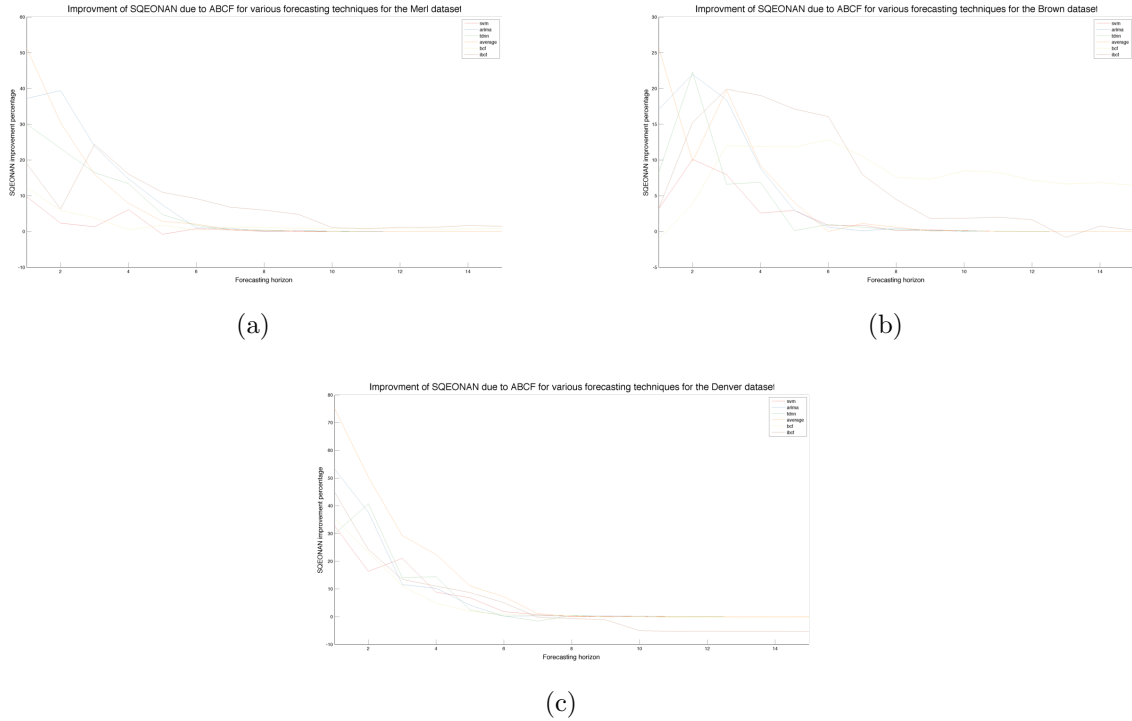 Improvment of SQEONAN due to ABCF for various forecasting techniques for the Merl dataset
60
50
40
30
20
10
0
-10
SQEONAN improvement percentage
2 4 6 8 10 12 14
Forecasting horizon
svm
arima
tdnn
average
bcf
ibcf
(a)
Improvment of SQEONAN due to ABCF for various forecasting techniques for the Brown dataset
30
25
20
15
10
5
0
-5
SQEONAN improvement percentage
2 4 6 8 10 12 14
Forecasting horizon
svm
arima
tdnn
average
bcf
ibcf
(b)
Improvment of SQEONAN due to ABCF for various forecasting techniques for the Denver dataset
80
70
60
50
40
30
20
10
0
-10
SQEONAN improvement percentage
2 4 6 8 10 12 14
Forecasting horizon
svm
arima
tdnn
average
bcf
ibcf
(c)